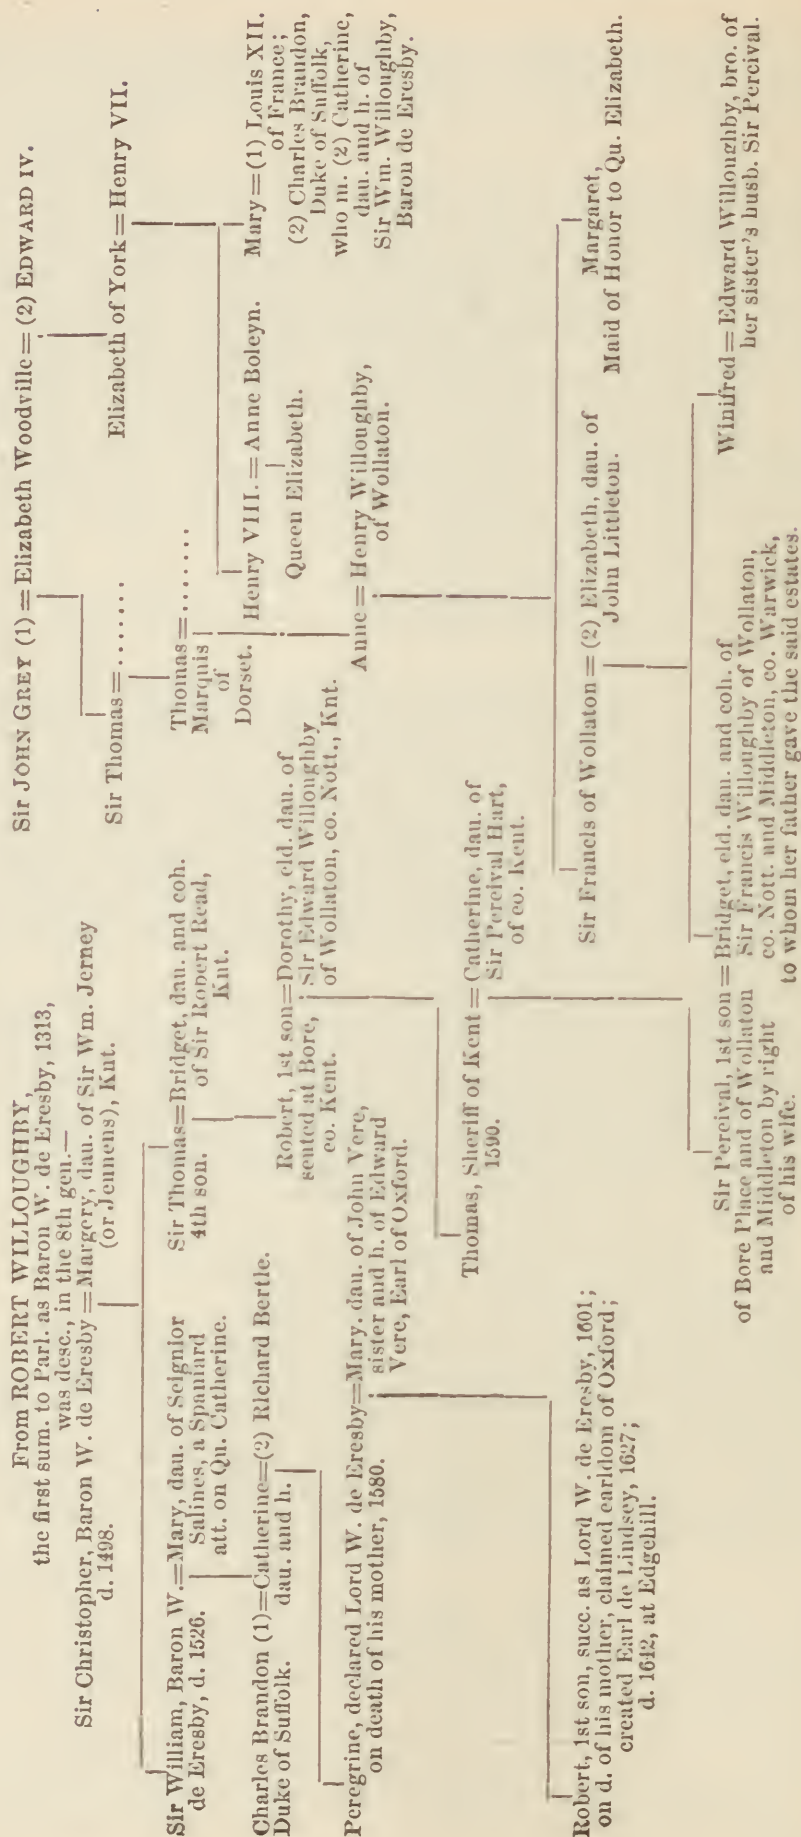 From ROBERT WILLOUGHBY,
the first sum. to Parl. as Baron W. de Eresby, 1313,
was desc., in the 8th gen.—
Sir Christopher, Baron W. de Eresby = Margery, dau. of Sir Wm. Jerney
d. 1498.
(or Jennens), Knt.
Sir William, Baron W. = Mary, dau. of Seignior
de Eresby, d. 1526.
Salines, a Spaniard
att. on Qu. Catherine.
Sir Thomas = Bridget, dau. and coh.
4th son.
of Sir Robert Read,
Knt.
Charles Brandon (1) = Catherine = (2) Richard Bertie.
Duke of Suffolk.
dau. and h.
Robert, 1st son = Dorothy, eld. dau. of
sented at Bore,
Sir Edward Willoughby
co. Kent.
of Wollaton, co. Nott., Knt.
Peregrine, declared Lord W. de Eresby = Mary, dau. of John Vere,
on death of his mother, 1580.
sister and h. of Edward
Vere, Earl of Oxford.
Thomas, Sheriff of Kent = Catherine, dau. of
1590.
Sir Percival Hart,
of co. Kent.
Robert, 1st son, succ. as Lord W. de Eresby, 1601;
on d. of his mother, claimed earldom of Oxford;
created Earl de Lindsey, 1627;
d. 1642, at Edgehill.
Sir Percival, 1st son = Bridget, eld. dau. and coh. of
of Bore Place and of Wollaton
Sir Francis Willoughby of Wollaton,
and Middleton by right
co. Nott. and Middleton, co. Warwick,
of his wife.
to whom her father gave the said estates.
Sir JOHN GREY (1) = Elizabeth Woodville = (2) EDWARD IV.
Sir Thomas = . . . . . . .
Elizabeth of York = Henry VII.
Thomas = . . . . . . .
Marquis
of
Dorset.
Henry VIII. = Anne Boleyn.
Queen Elizabeth.
Mary = (1) Louis XII.
of France;
(2) Charles Brandon,
Duke of Suffolk,
who m. (2) Catherine,
dau. and h. of
Sir Wm. Willoughby,
Baron de Eresby.
Anne = Henry Willoughby,
of Wollaton.
Sir Francis of Wollaton = (2) Elizabeth, dau. of
John Littleton.
Margaret,
Maid of Honor to Qu. Elizabeth.
Winifred = Edward Willoughby, bro. of
her sister's husb. Sir Percival.